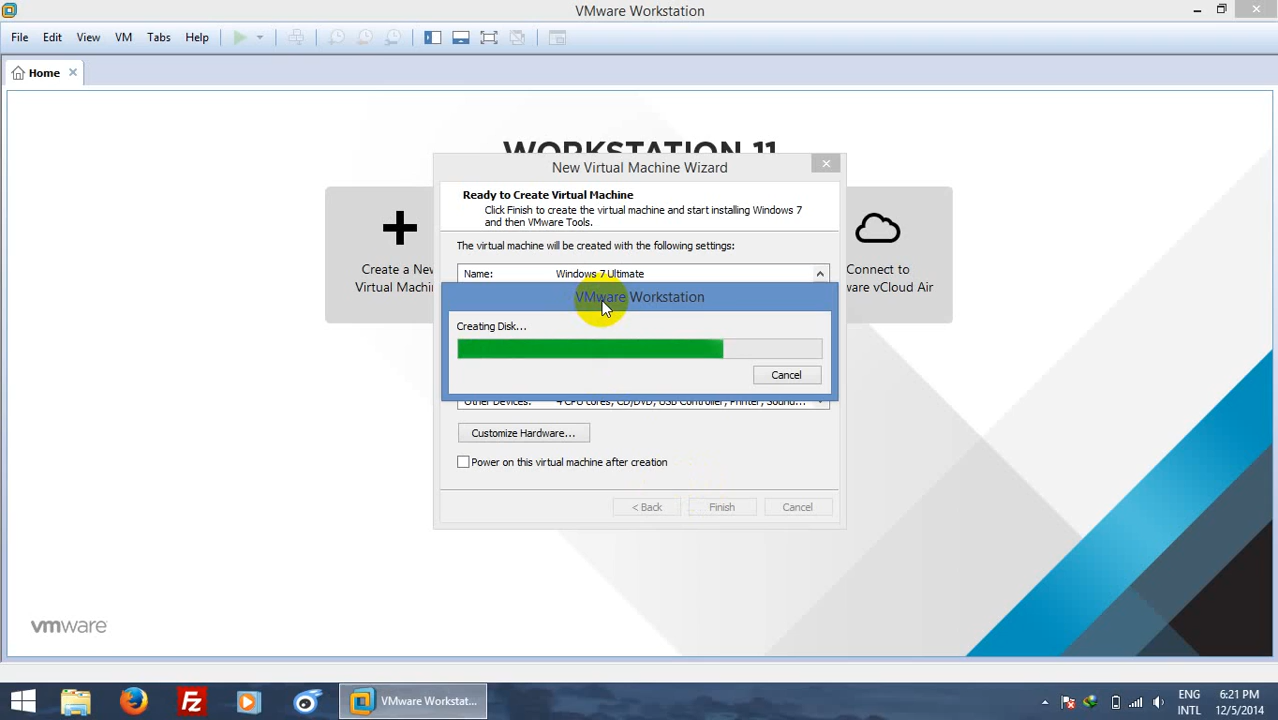 VMware Workstation
File Edit View VM Tabs Help
Home
WORKSTATION 11
New Virtual Machine Wizard
Ready to Create Virtual Machine
Click Finish to create the virtual machine and start installing Windows 7
and then VMware Tools.
The virtual machine will be created with the following settings:
Name: Windows 7 Ultimate
Create a New
Virtual Machin
Connect to
ware vCloud Air
VMware Workstation
Creating Disk...
Cancel
Other Devices: 4 CPU cores, CD/DVD, USB Controller, Printer, Sound...
Customize Hardware...
Power on this virtual machine after creation
< Back Finish Cancel
vmware
VMware Workstat...
ENG
INTL
6:21 PM
12/5/2014